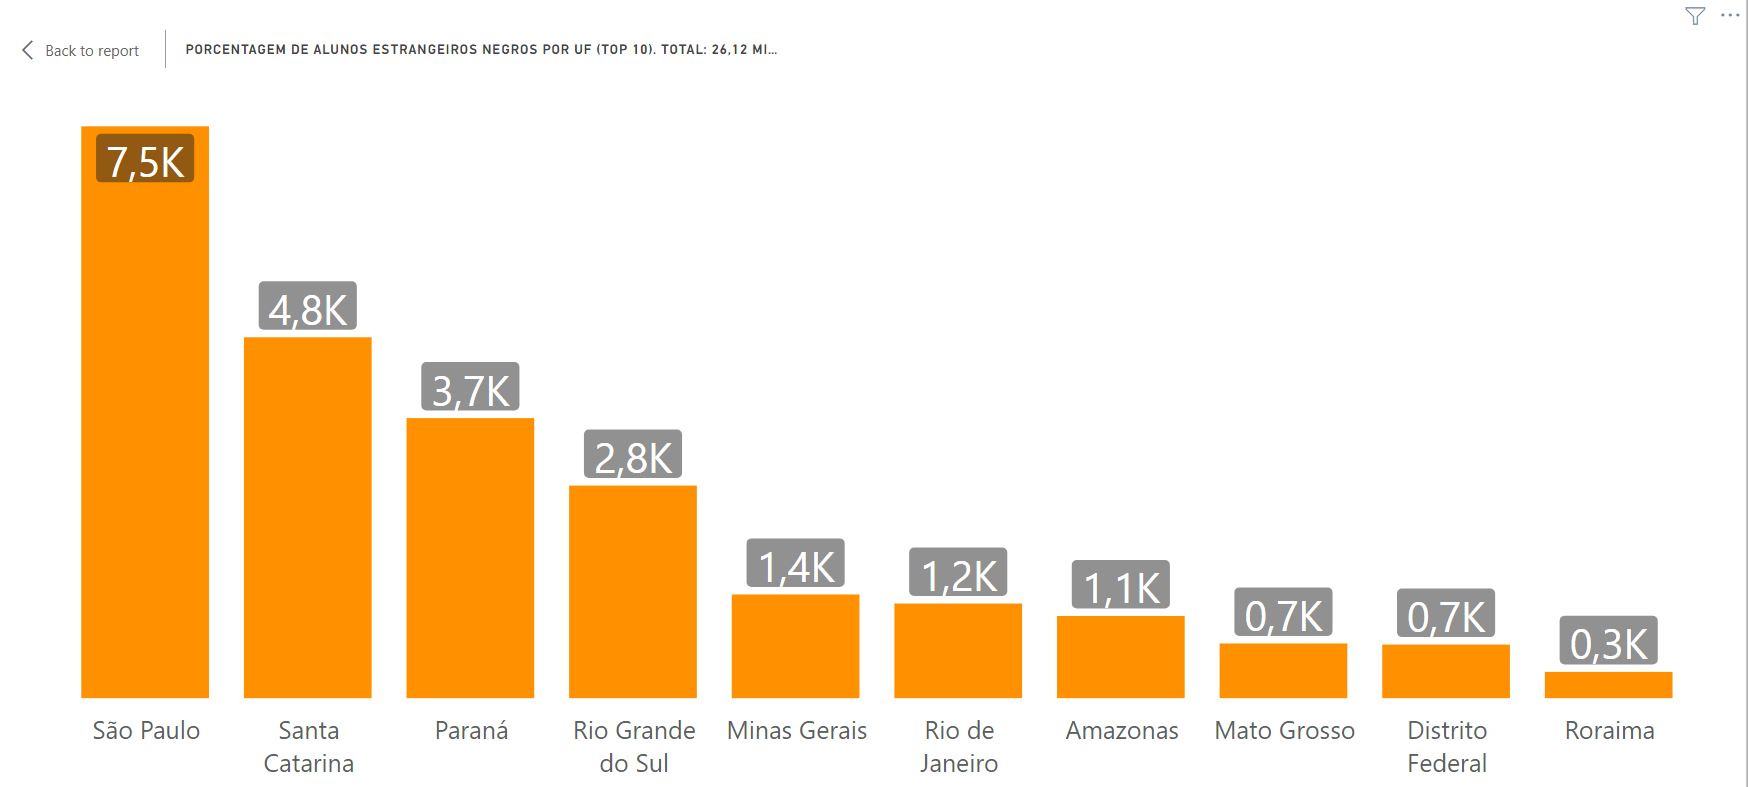 Back to report
PORCENTAGEM DE ALUNOS ESTRANGEIROS NEGROS POR UF (TOP 10). TOTAL: 26,12 MI...
7,5K
4,8K
3,7K
2,8K
1,4K
1,2K
1,1K
0,7K
0,7K
0,3K
São Paulo
Santa
Catarina
Paraná
Rio Grande
do Sul
Minas Gerais
Rio de
Janeiro
Amazonas
Mato Grosso
Distrito
Federal
Roraima